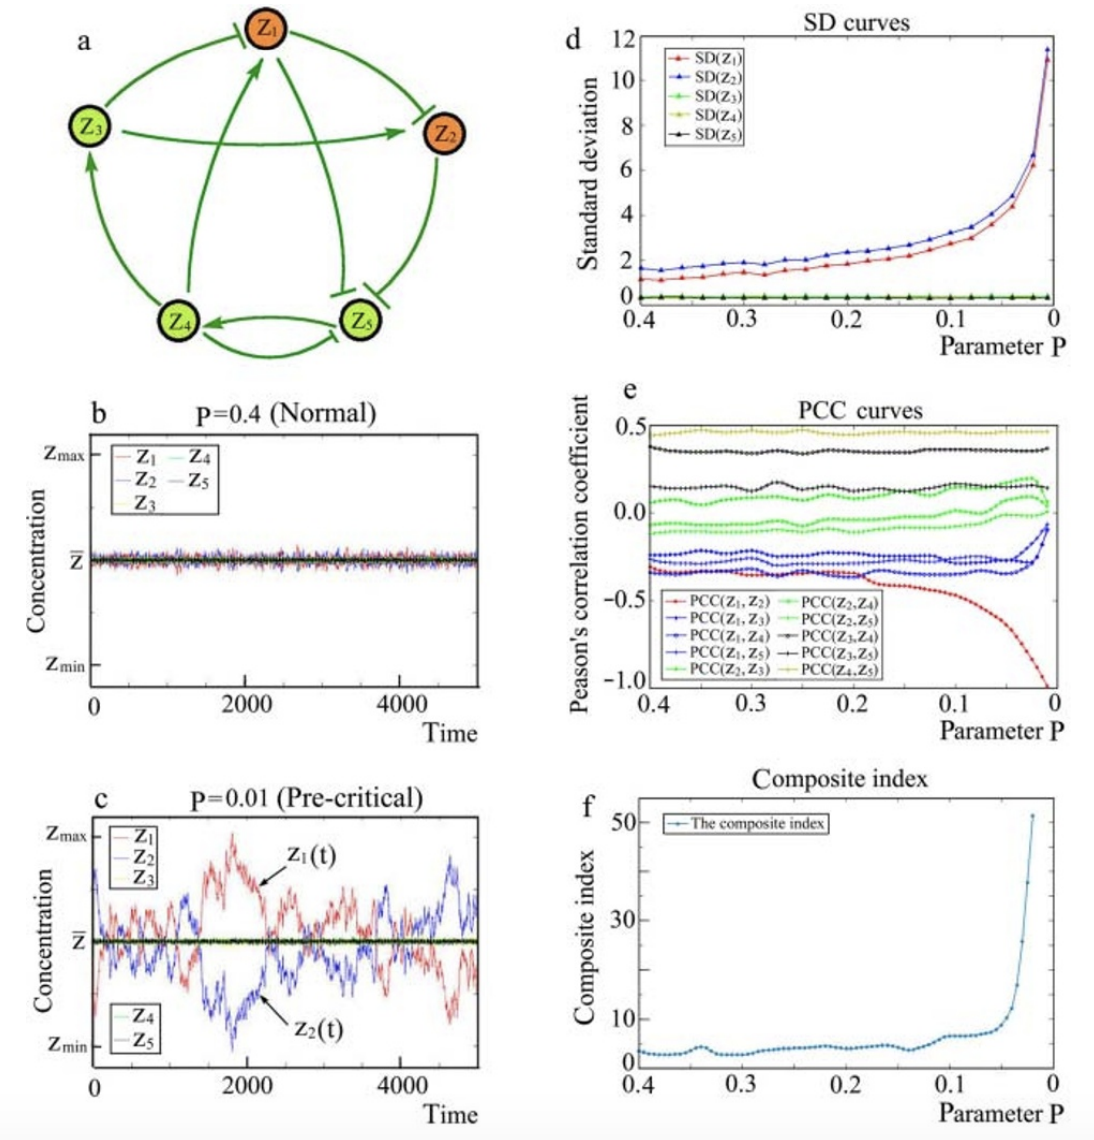 a
Z1
Z3
Z2
Z4
Z5
b
P=0.4 (Normal)
Zmax
Z1 Z4
Z2 Z5
Z3
Concentration
Z̅
Zmin
0 2000 4000
Time
c
P=0.01 (Pre-critical)
Zmax
Z1
Z2
Z3
z1(t)
Concentration
Z̅
Z4
Z5
z2(t)
Zmin
0 2000 4000
Time
d
SD curves
12
10
8
6
4
2
0
Standard deviation
SD(Z1)
SD(Z2)
SD(Z3)
SD(Z4)
SD(Z5)
0.4 0.3 0.2 0.1 0
Parameter P
e
PCC curves
Peason's correlation coefficient
0.5
0.0
−0.5
−1.0
PCC(Z1, Z2) PCC(Z2,Z4)
PCC(Z1, Z3) PCC(Z2,Z5)
PCC(Z1, Z4) PCC(Z3,Z4)
PCC(Z1, Z5) PCC(Z3,Z5)
PCC(Z2, Z3) PCC(Z4,Z5)
0.4 0.3 0.2 0.1 0
Parameter P
Composite index
f
50
30
10
0
Composite index
The composite index
0.4 0.3 0.2 0.1 0
Parameter P